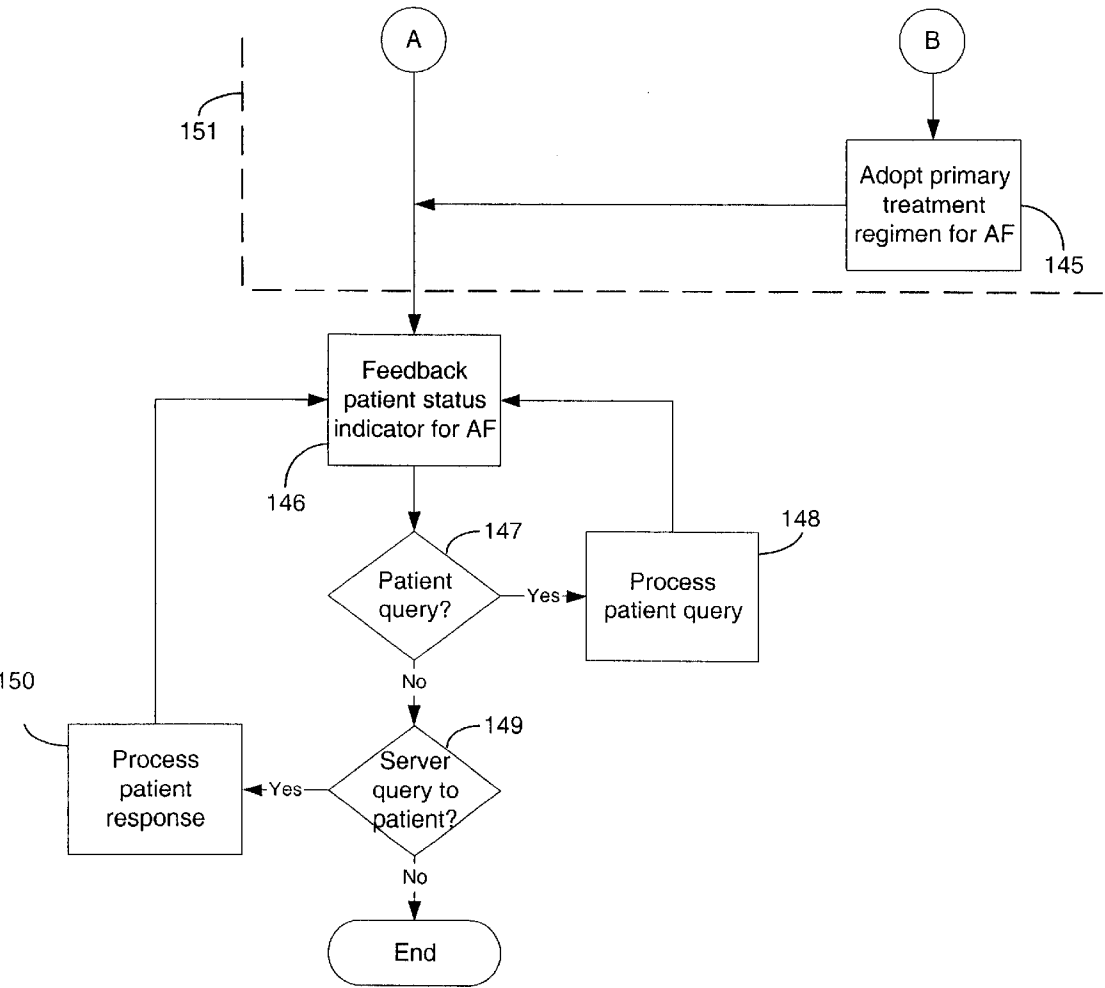 A
B
151
Adopt primary
treatment
regimen for AF
145
Feedback
patient status
indicator for AF
146
147
148
Patient
query?
Yes
Process
patient query
No
150
149
Server
query to
patient?
Yes
Process
patient
response
No
End